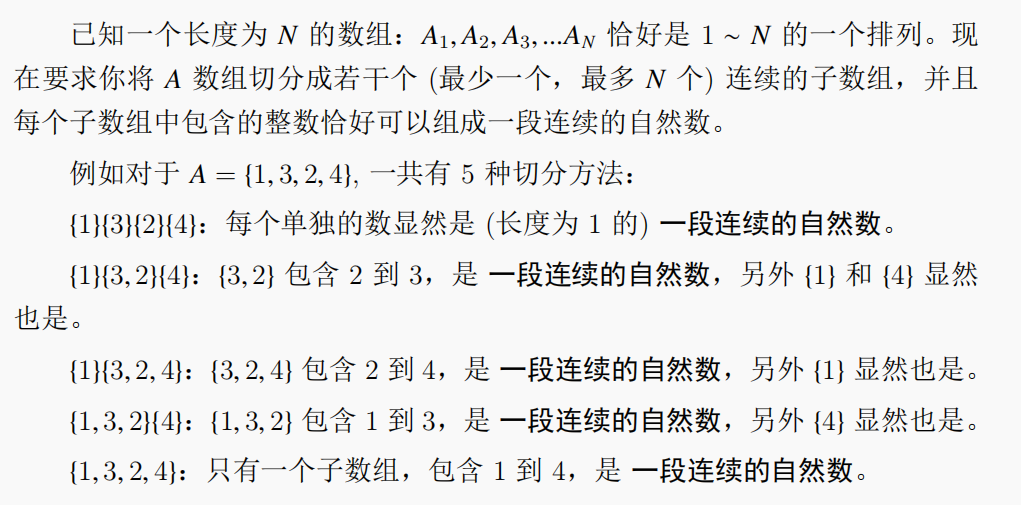 已知一个长度为 N 的数组：A₁, A₂, A₃, ...A_N 恰好是 1 ∼ N 的一个排列。现
在要求你将 A 数组切分成若干个 (最少一个，最多 N 个) 连续的子数组，并且
每个子数组中包含的整数恰好可以组成一段连续的自然数。
例如对于 A = {1, 3, 2, 4}, 一共有 5 种切分方法：
{1}{3}{2}{4}：每个单独的数显然是 (长度为 1 的) 一段连续的自然数。
{1}{3, 2}{4}：{3, 2} 包含 2 到 3，是 一段连续的自然数，另外 {1} 和 {4} 显然
也是。
{1}{3, 2, 4}：{3, 2, 4} 包含 2 到 4，是 一段连续的自然数，另外 {1} 显然也是。
{1, 3, 2}{4}：{1, 3, 2} 包含 1 到 3，是 一段连续的自然数，另外 {4} 显然也是。
{1, 3, 2, 4}：只有一个子数组，包含 1 到 4，是 一段连续的自然数。